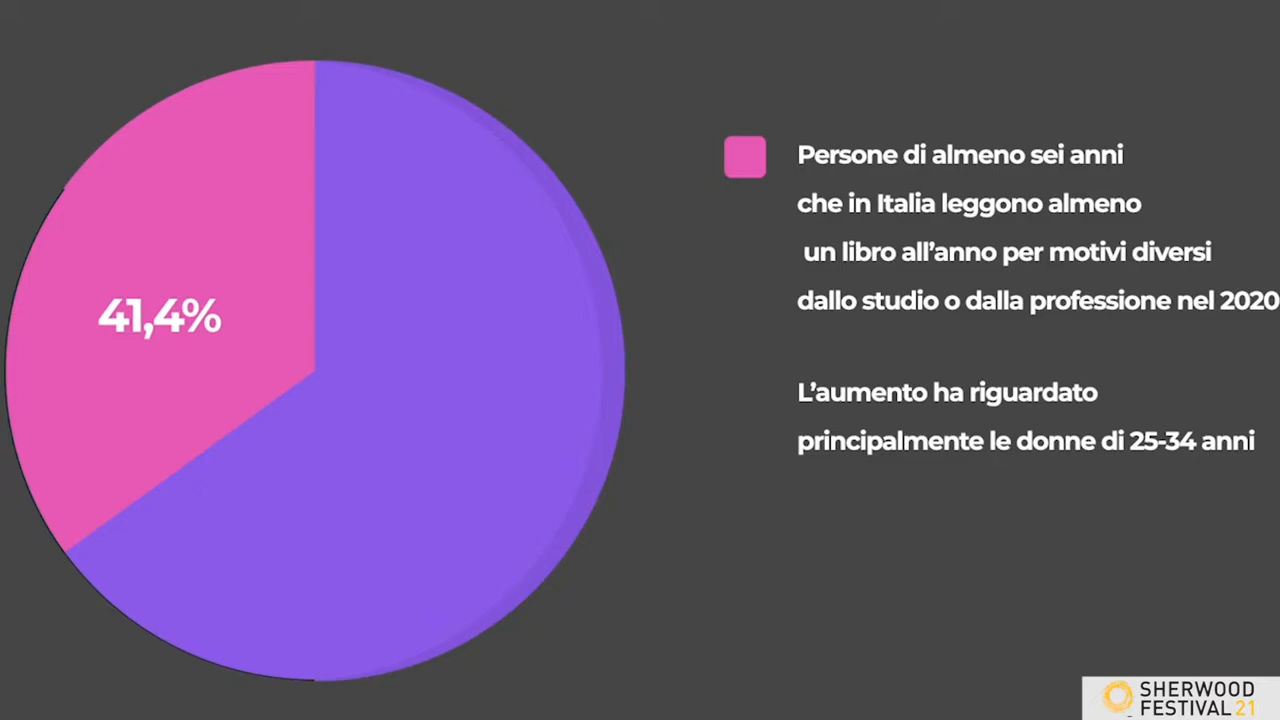 41,4%
Persone di almeno sei anni
che in Italia leggono almeno
un libro all’anno per motivi diversi
dallo studio o dalla professione nel 2020
L’aumento ha riguardato
principalmente le donne di 25-34 anni
SHERWOOD
FESTIVAL 21